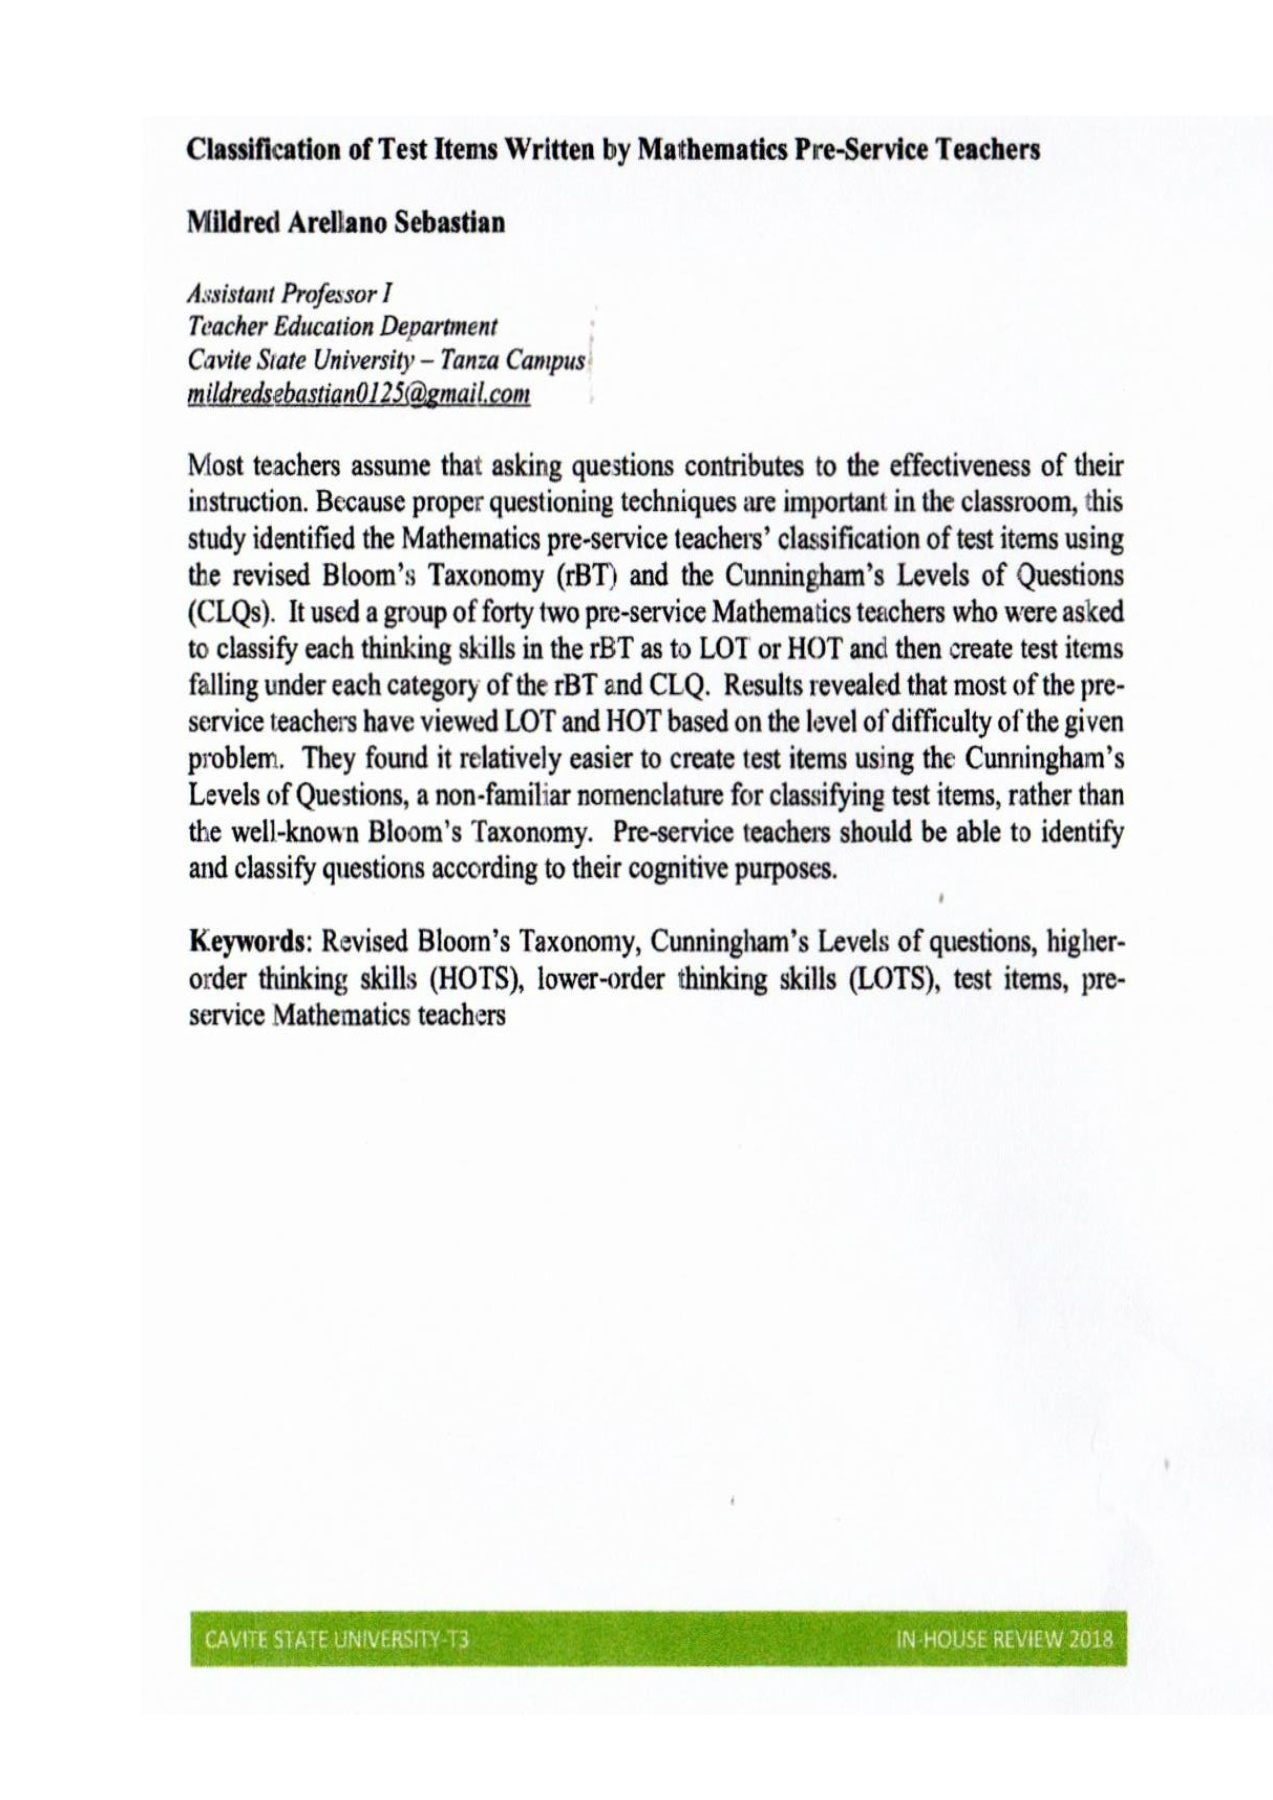 Classification of Test Items Written by Mathematics Pre-Service Teachers
Mildred Arellano Sebastian
Assistant Professor I
Teacher Education Department
Cavite State University – Tanza Campus
mildredsebastian0125@gmail.com
Most teachers assume that asking questions contributes to the effectiveness of their
instruction. Because proper questioning techniques are important in the classroom, this
study identified the Mathematics pre-service teachers’ classification of test items using
the revised Bloom’s Taxonomy (rBT) and the Cunningham’s Levels of Questions
(CLQs). It used a group of forty two pre-service Mathematics teachers who were asked
to classify each thinking skills in the rBT as to LOT or HOT and then create test items
falling under each category of the rBT and CLQ. Results revealed that most of the pre-
service teachers have viewed LOT and HOT based on the level of difficulty of the given
problem. They found it relatively easier to create test items using the Cunningham’s
Levels of Questions, a non-familiar nomenclature for classifying test items, rather than
the well-known Bloom’s Taxonomy. Pre-service teachers should be able to identify
and classify questions according to their cognitive purposes.
Keywords: Revised Bloom’s Taxonomy, Cunningham’s Levels of questions, higher-
order thinking skills (HOTS), lower-order thinking skills (LOTS), test items, pre-
service Mathematics teachers
CAVITE STATE UNIVERSITY-T3
IN-HOUSE REVIEW 2018